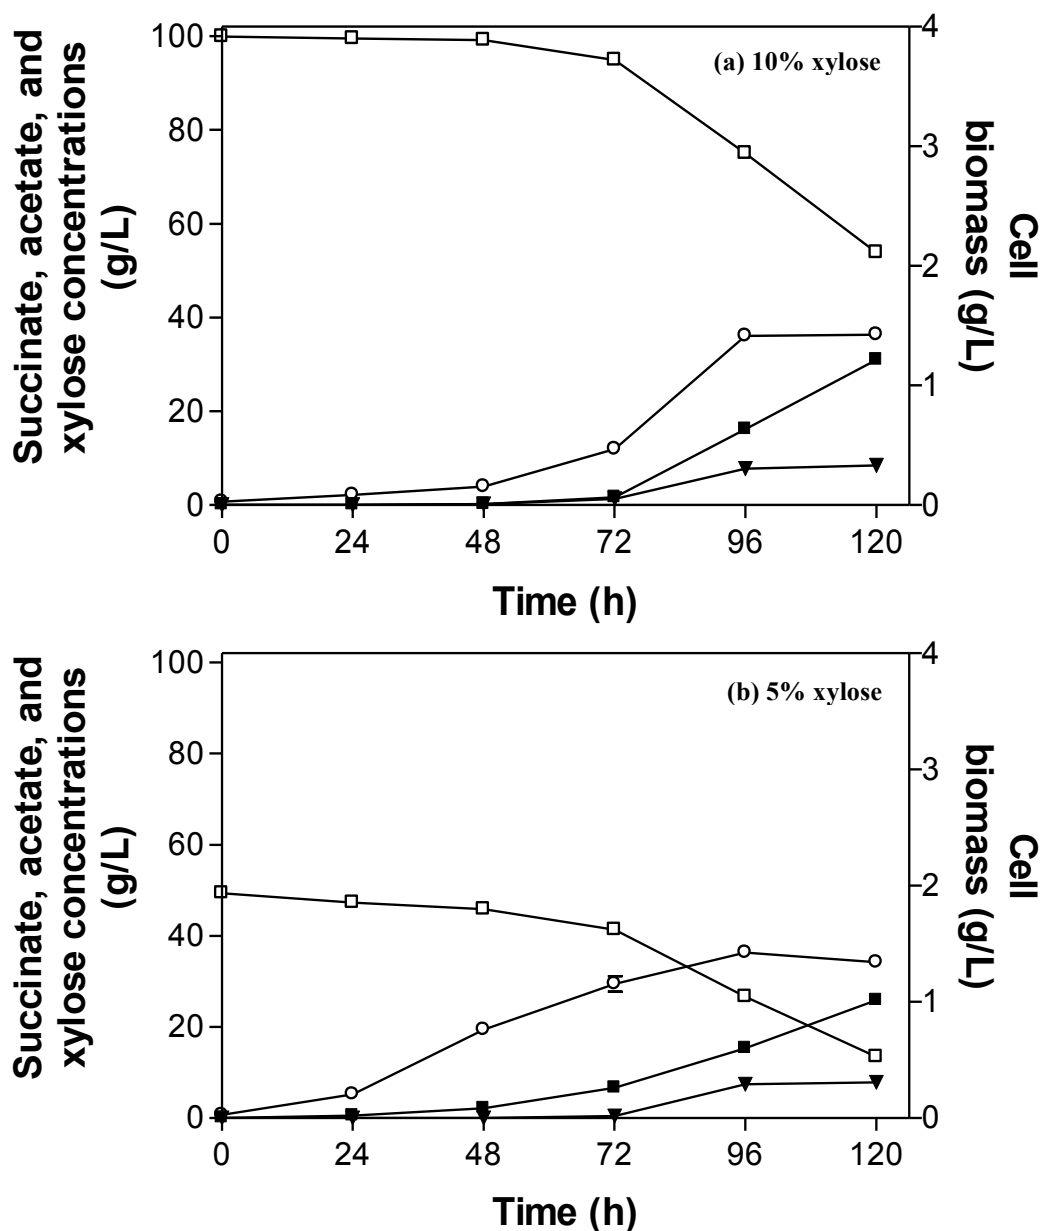 Succinate, acetate, and
xylose concentrations
(g/L)
100
80
60
40
20
0
(a) 10% xylose
4
3
2
1
0
Cell
biomass (g/L)
0 24 48 72 96 120
Time (h)
Succinate, acetate, and
xylose concentrations
(g/L)
100
80
60
40
20
0
(b) 5% xylose
4
3
2
1
0
Cell
biomass (g/L)
0 24 48 72 96 120
Time (h)